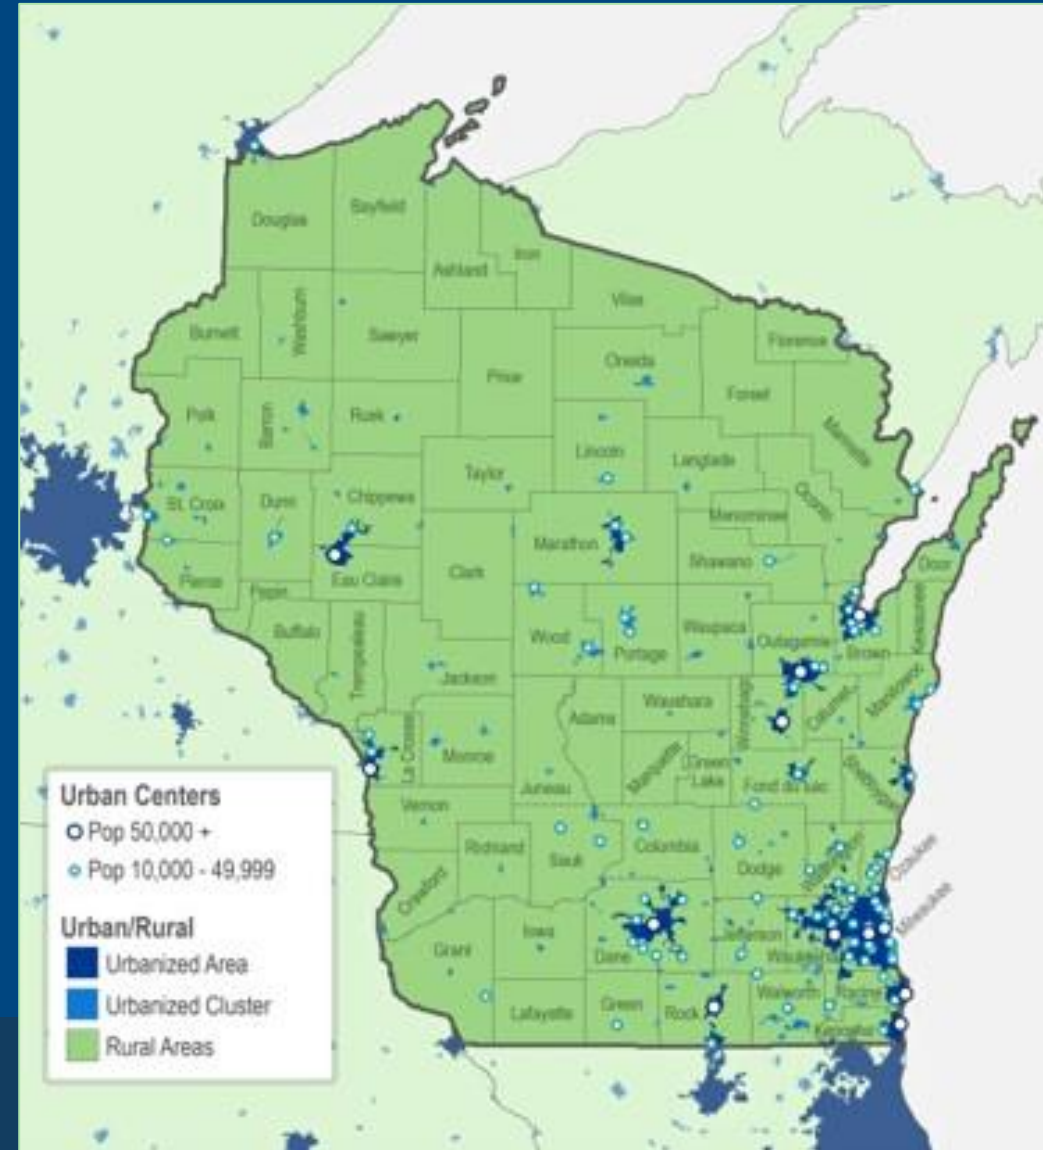 Douglas
Bayfield
Ashland
Iron
Vilas
Burnett
Washburn
Sawyer
Florence
Oneida
Price
Forest
Polk
Barron
Rusk
Marinette
Lincoln
Langlade
Taylor
Oconto
St. Croix
Dunn
Chippewa
Menominee
Marathon
Shawano
Door
Pierce
Eau Claire
Clark
Pepin
Kewaunee
Buffalo
Trempealeau
Wood
Portage
Waupaca
Outagamie
Brown
Jackson
Manitowoc
Adams
Waushara
Winnebago
Calumet
La Crosse
Monroe
Marquette
Green
Lake
Sheboygan
Juneau
Fond du Lac
Vernon
Richland
Sauk
Columbia
Dodge
Washington
Ozaukee
Crawford
Milwaukee
Grant
Iowa
Dane
Jefferson
Waukesha
Lafayette
Green
Rock
Walworth
Racine
Kenosha
Urban Centers
Pop 50,000 +
Pop 10,000 - 49,999
Urban/Rural
Urbanized Area
Urbanized Cluster
Rural Areas